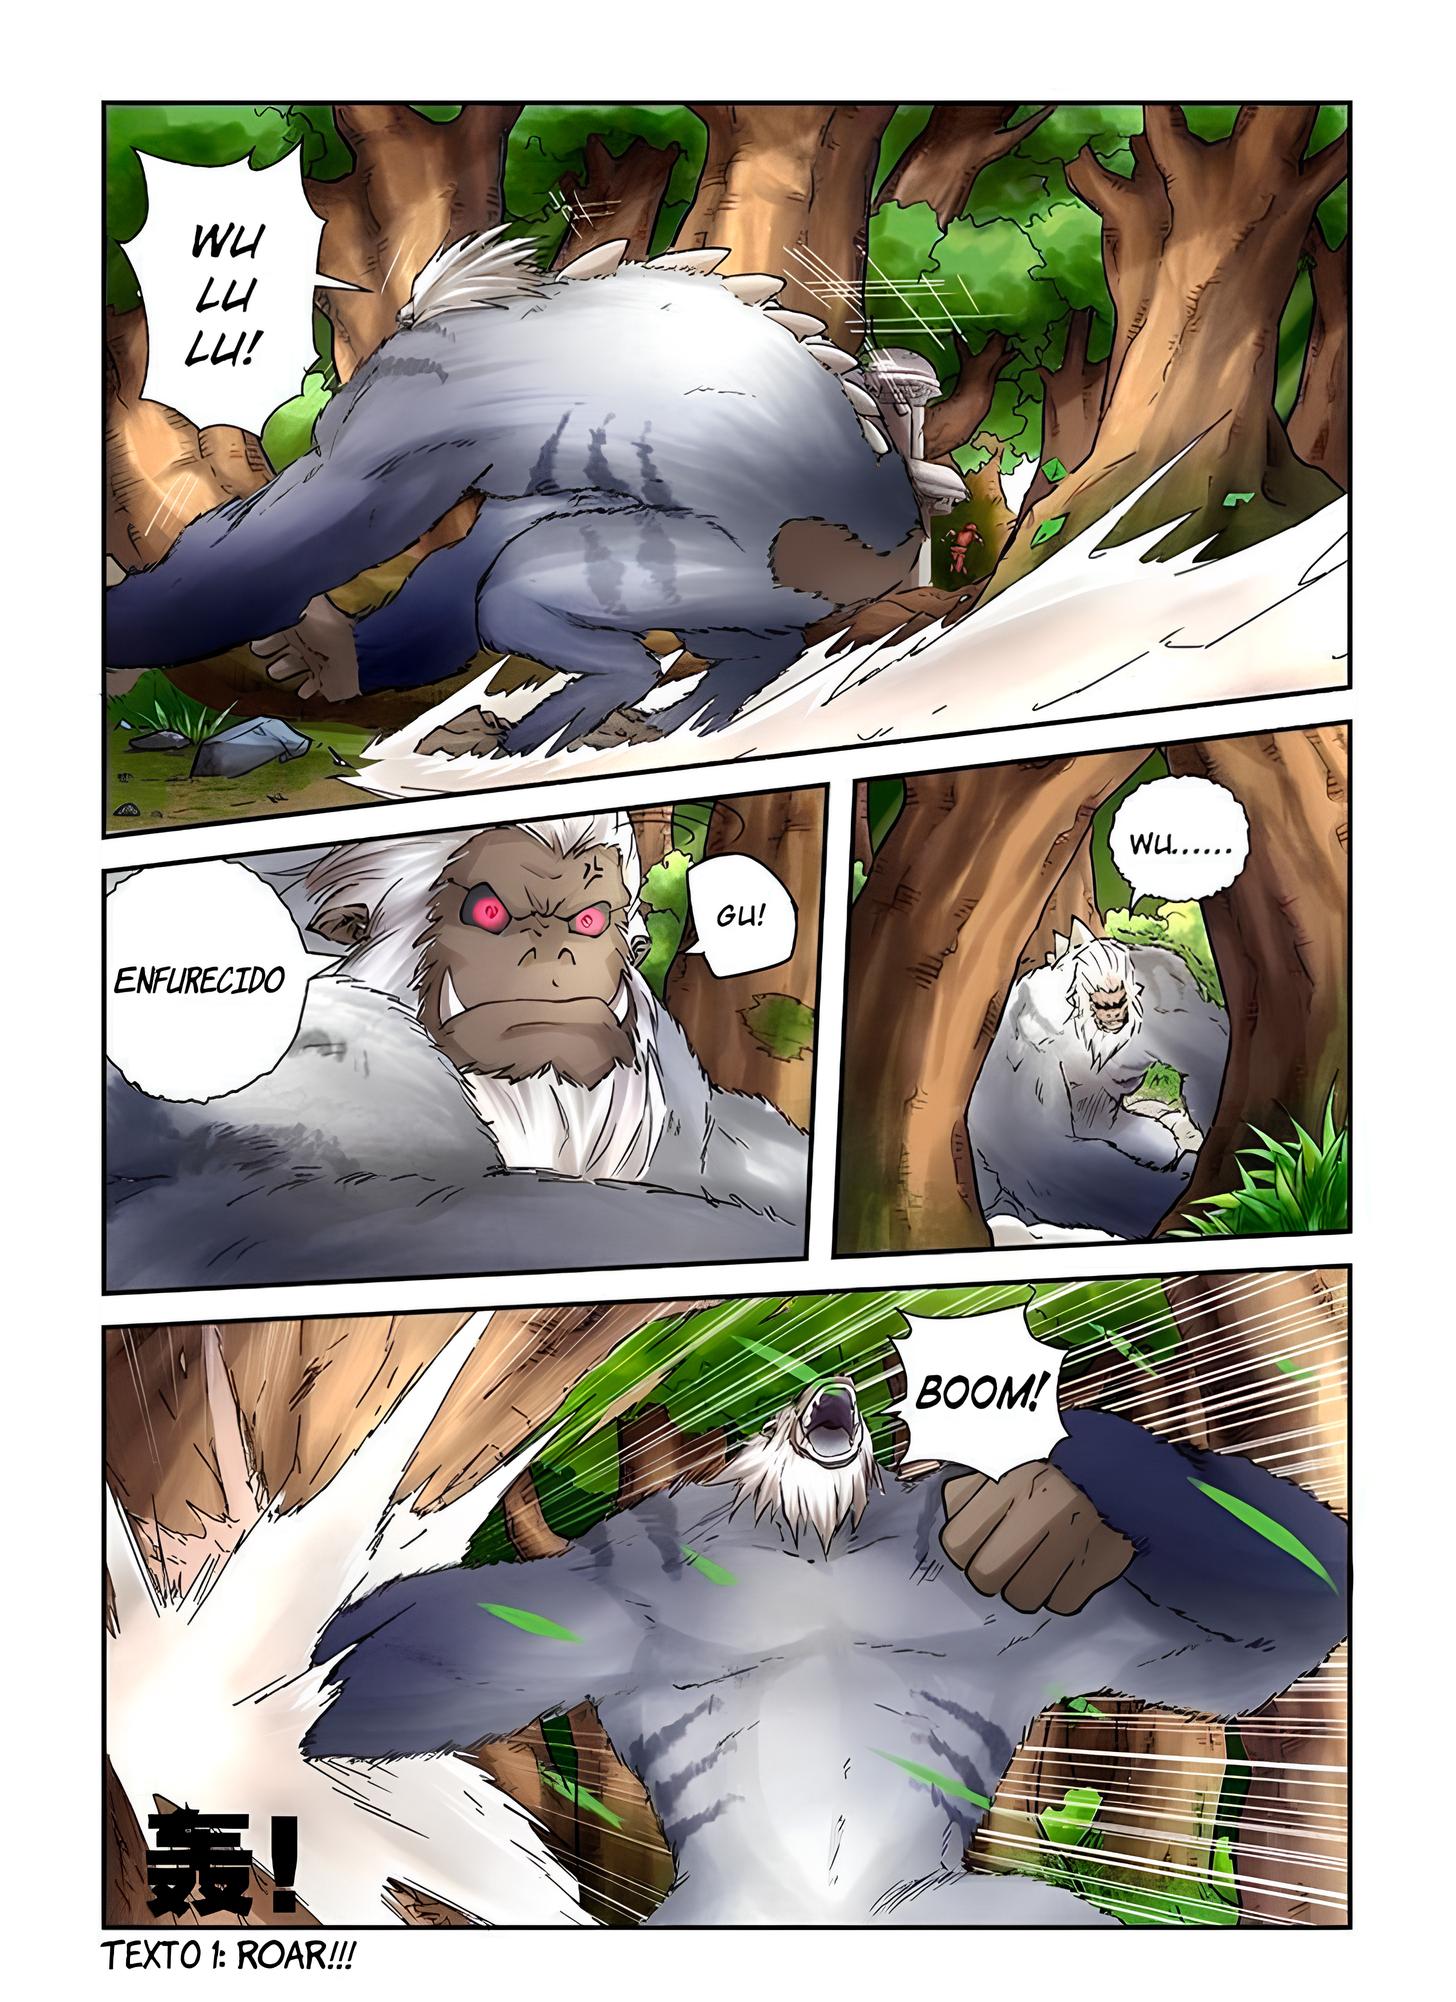 WU
LU
LU!
ENFURECIDO
GU!
WU......
BOOM!
轰!
TEXTO 1: ROAR!!!